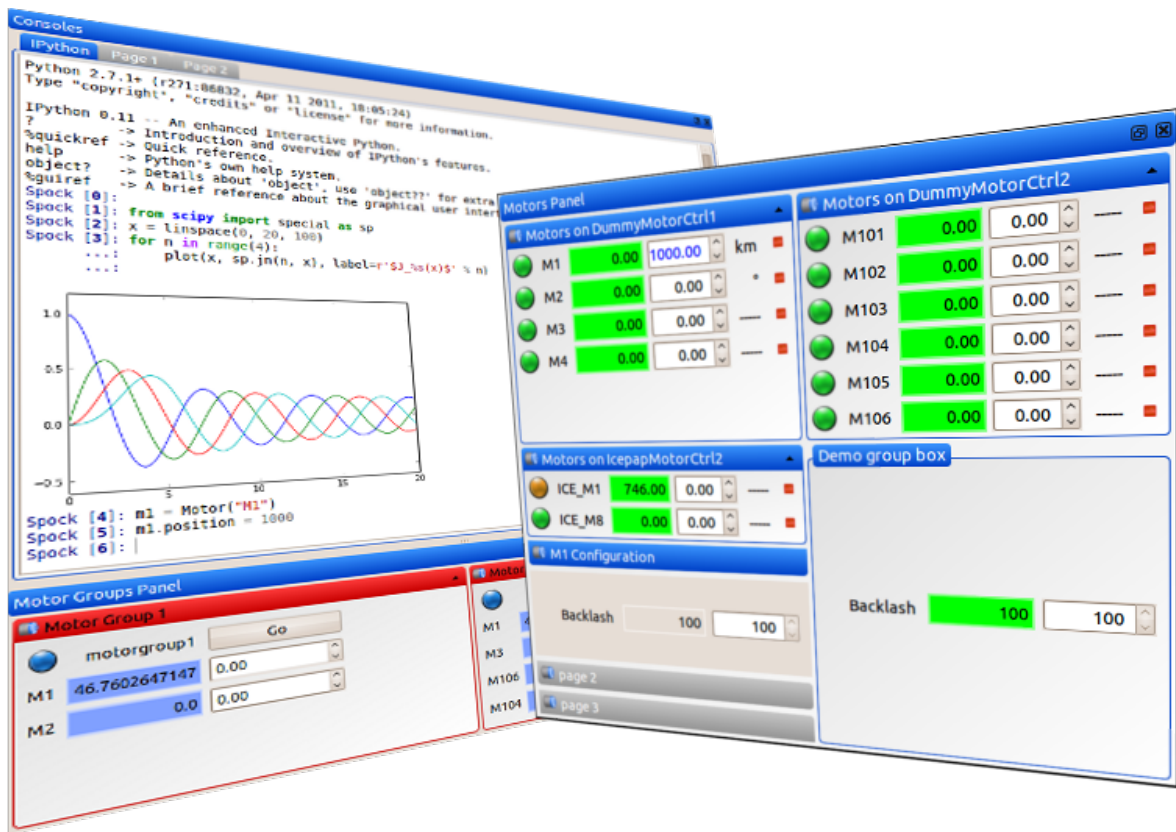 Consoles
IPython Page 1 Page 2
Python 2.7.1+ (r271:86832, Apr 11 2011, 18:05:24)
Type "copyright", "credits" or "license" for more information.
IPython 0.11 -- An enhanced Interactive Python.
? -> Introduction and overview of IPython's features.
%quickref -> Quick reference.
help -> Python's own help system.
object? -> Details about 'object', use 'object??' for extra
%guiref -> A brief reference about the graphical user
Spock [0]:
Spock [1]: from scipy import special as sp
Spock [2]: x = linspace(0, 20, 100)
Spock [3]: for n in range(4):
...: plot(x, sp.jn(n, x), label=r'$J_%s(x)$' % n)
...:
1.0
0.5
0.0
−0.5
0 5 10 15 20
Spock [4]: m1 = Motor("M1")
Spock [5]: m1.position = 1000
Spock [6]:
Motor Groups Panel
Motor Group 1
motorgroup1 Go
M1 46.7602647147 0.00
M2 0.0 0.00
M1
M3
M106
M104
Motors Panel
Motors on DummyMotorCtrl1
M1 0.00 1000.00 km
M2 0.00 0.00 °
M3 0.00 0.00 ----
M4 0.00 0.00 ----
Motors on DummyMotorCtrl2
M101 0.00 0.00 ----
M102 0.00 0.00 ----
M103 0.00 0.00 ----
M104 0.00 0.00 ----
M105 0.00 0.00 ----
M106 0.00 0.00 ----
Motors on IcepapMotorCtrl2
ICE_M1 746.00 0.00 ----
ICE_M8 0.00 0.00 ----
M1 Configuration
Backlash 100 100
page 2
page 3
Demo group box
Backlash 100 100